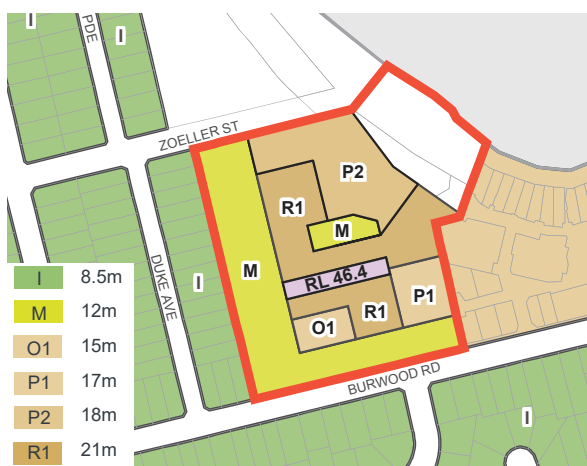 I
PDE
I
ZOELLER ST
P2
R1
M
M
I
DUKE AVE
RL 46.4
P1
R1
O1
BURWOOD RD
I
I 8.5m
M 12m
O1 15m
P1 17m
P2 18m
R1 21m